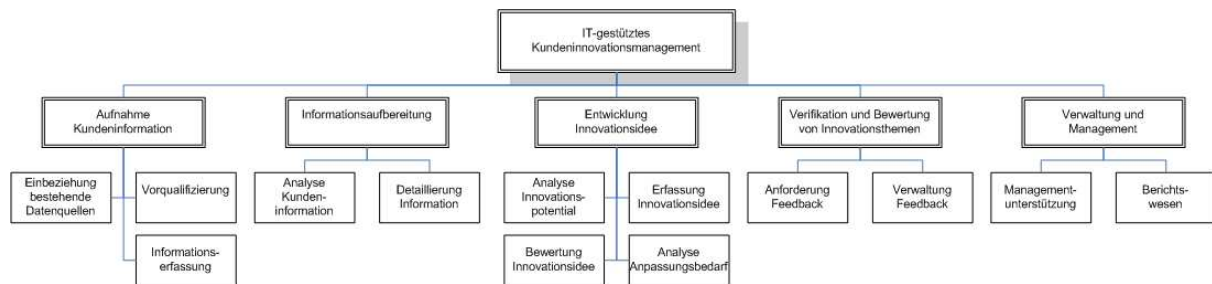 IT-gestütztes
Kundeninnovationsmanagement
Aufnahme
Kundeninformation
Informationsaufbereitung
Entwicklung
Innovationsidee
Verifikation und Bewertung
von Innovationsthemen
Verwaltung und
Management
Einbeziehung
bestehende
Datenquellen
Vorqualifizierung
Informations-
erfassung
Analyse
Kunden-
information
Detaillierung
Information
Analyse
Innovations-
potential
Erfassung
Innovationsidee
Bewertung
Innovationsidee
Analyse
Anpassungsbedarf
Anforderung
Feedback
Verwaltung
Feedback
Management-
unterstützung
Berichts-
wesen